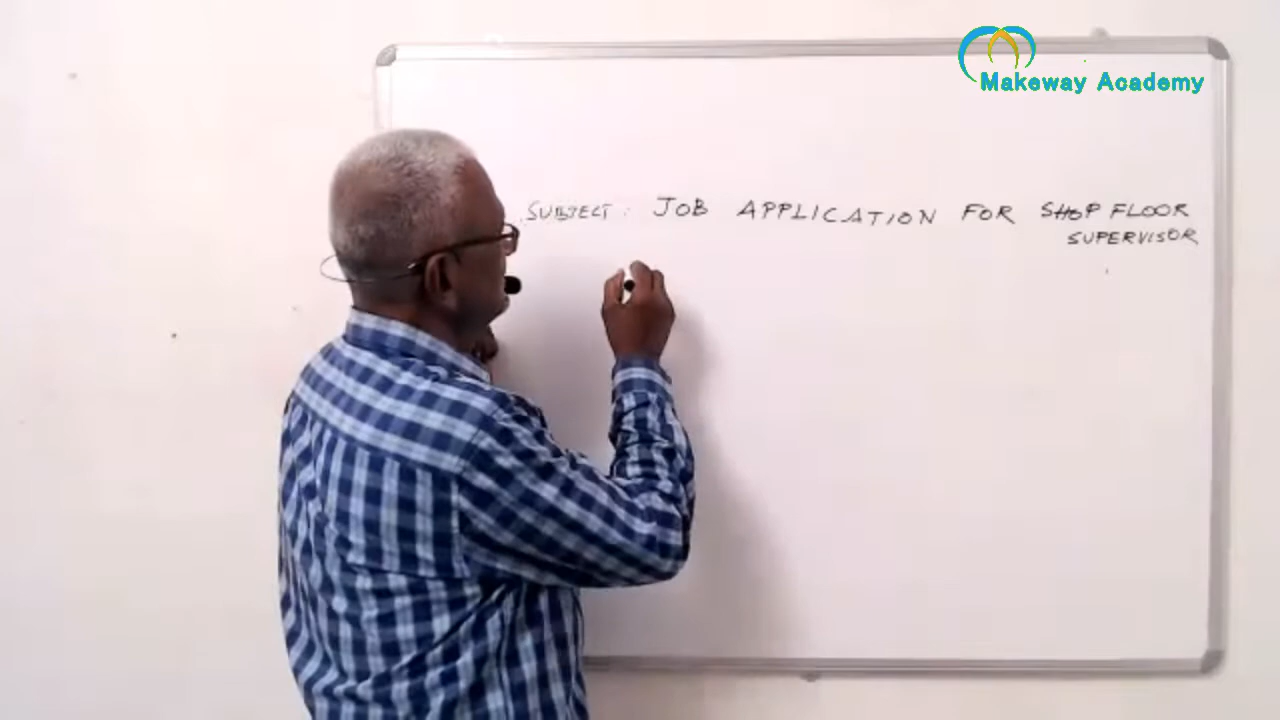 Makeway Academy
SUBJECT: JOB APPLICATION FOR SHOP FLOOR
SUPERVISOR